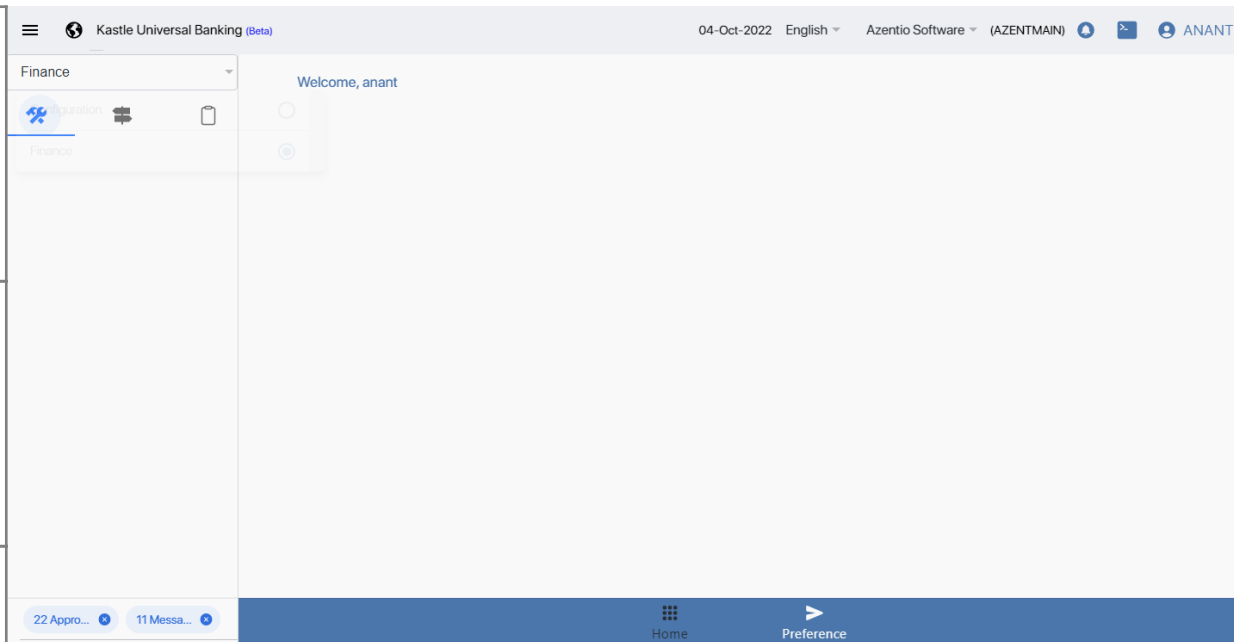 Kastle Universal Banking (Beta)
04-Oct-2022 English Azentio Software (AZENTMAIN) ANANT
Finance
Welcome, anant
figuration
Finance
22 Appro... 11 Messa...
Home Preference